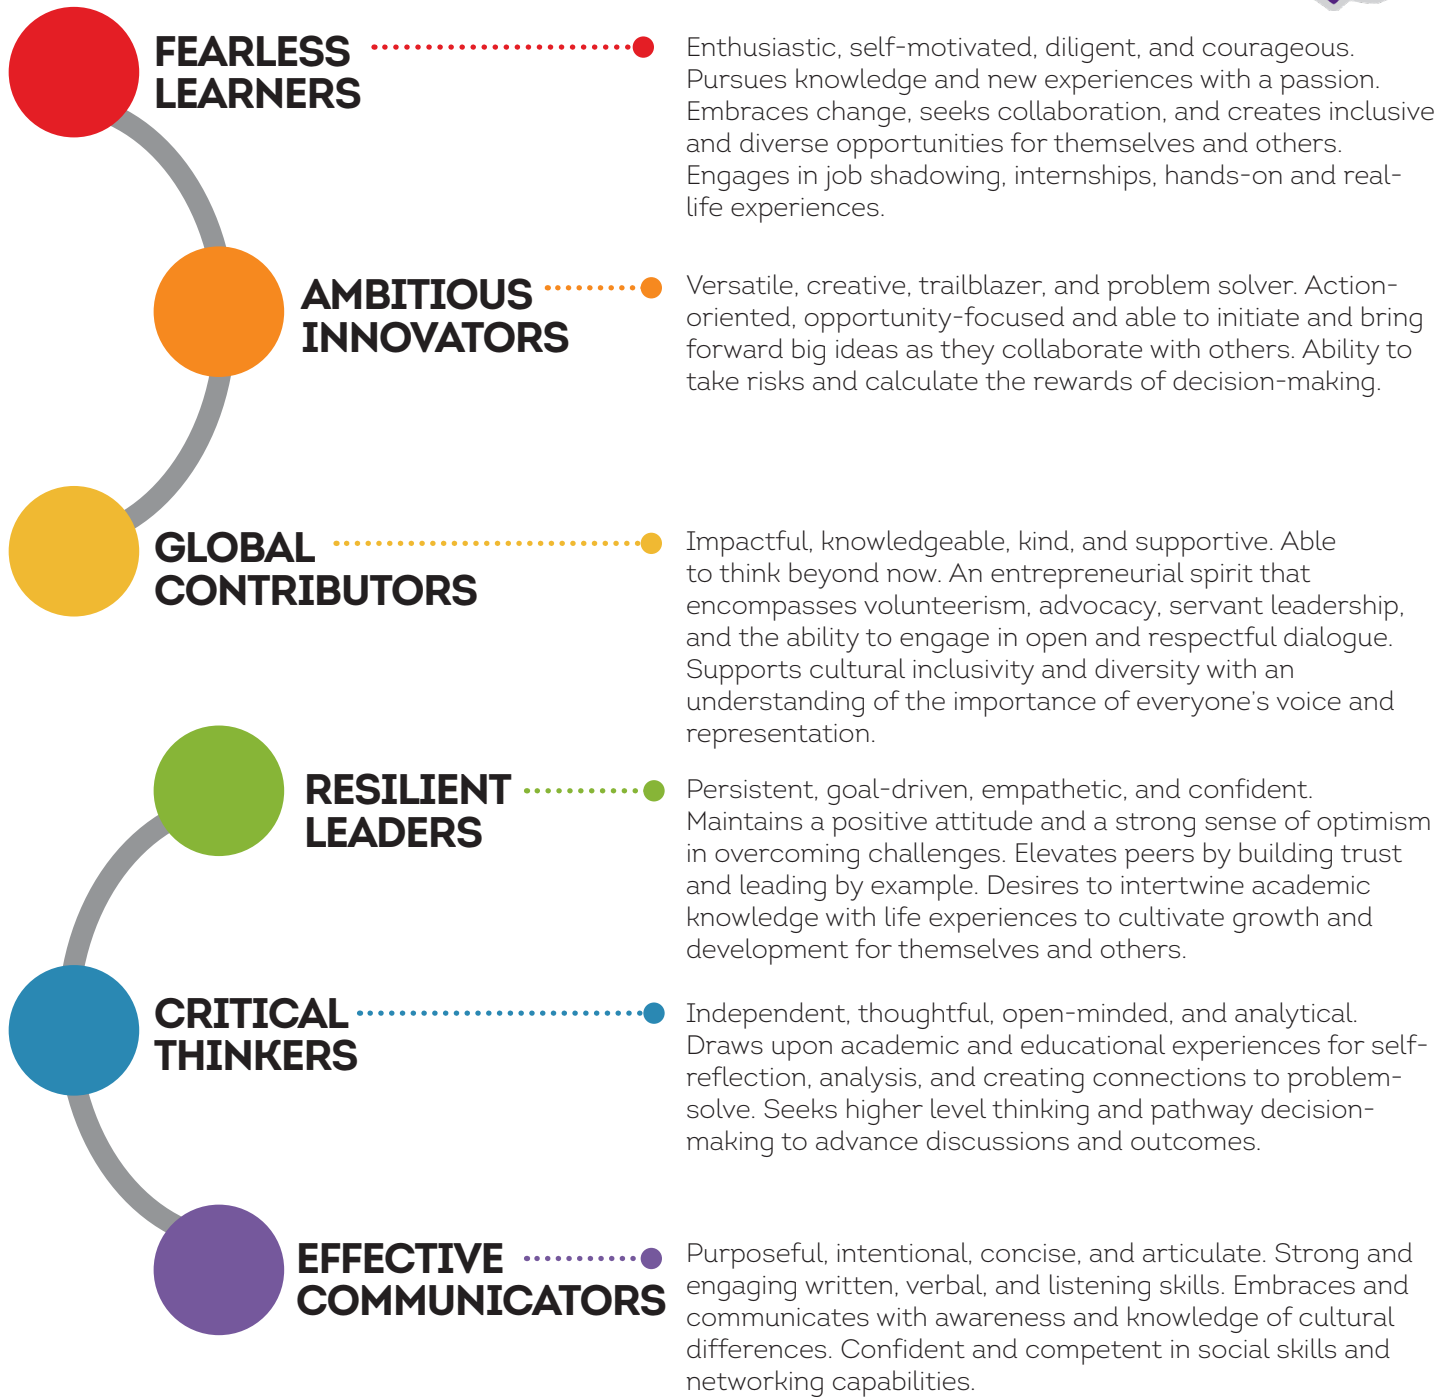 FEARLESS
LEARNERS
Enthusiastic, self-motivated, diligent, and courageous.
Pursues knowledge and new experiences with a passion.
Embraces change, seeks collaboration, and creates inclusive
and diverse opportunities for themselves and others.
Engages in job shadowing, internships, hands-on and real-
life experiences.
AMBITIOUS
INNOVATORS
Versatile, creative, trailblazer, and problem solver. Action-
oriented, opportunity-focused and able to initiate and bring
forward big ideas as they collaborate with others. Ability to
take risks and calculate the rewards of decision-making.
GLOBAL
CONTRIBUTORS
Impactful, knowledgeable, kind, and supportive. Able
to think beyond now. An entrepreneurial spirit that
encompasses volunteerism, advocacy, servant leadership,
and the ability to engage in open and respectful dialogue.
Supports cultural inclusivity and diversity with an
understanding of the importance of everyone's voice and
representation.
RESILIENT
LEADERS
Persistent, goal-driven, empathetic, and confident.
Maintains a positive attitude and a strong sense of optimism
in overcoming challenges. Elevates peers by building trust
and leading by example. Desires to intertwine academic
knowledge with life experiences to cultivate growth and
development for themselves and others.
CRITICAL
THINKERS
Independent, thoughtful, open-minded, and analytical.
Draws upon academic and educational experiences for self-
reflection, analysis, and creating connections to problem-
solve. Seeks higher level thinking and pathway decision-
making to advance discussions and outcomes.
EFFECTIVE
COMMUNICATORS
Purposeful, intentional, concise, and articulate. Strong and
engaging written, verbal, and listening skills. Embraces and
communicates with awareness and knowledge of cultural
differences. Confident and competent in social skills and
networking capabilities.